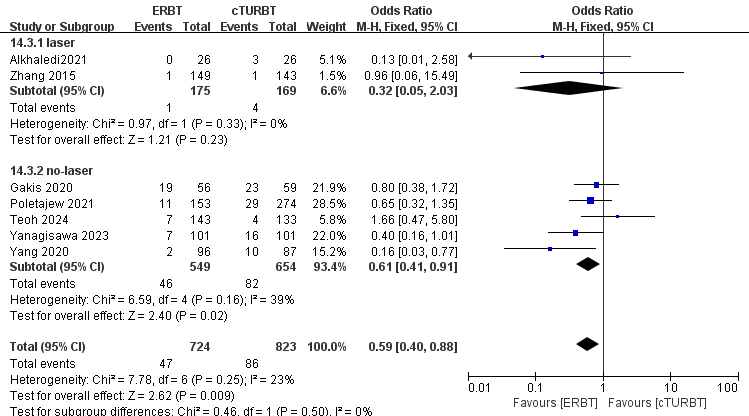 ERBT cTURBT Odds Ratio Odds Ratio
Study or Subgroup Events Total Events Total Weight M-H, Fixed, 95% CI M-H, Fixed, 95% CI
14.3.1 laser
Alkhaledi2021 0 26 3 26 5.1% 0.13 [0.01, 2.58]
Zhang 2015 1 149 1 143 1.5% 0.96 [0.06, 15.49]
Subtotal (95% CI) 175 169 6.6% 0.32 [0.05, 2.03]
Total events 1 4
Heterogeneity: Chi² = 0.97, df = 1 (P = 0.33); I² = 0%
Test for overall effect: Z = 1.21 (P = 0.23)
14.3.2 no-laser
Gakis 2020 19 56 23 59 21.9% 0.80 [0.38, 1.72]
Poletajew 2021 11 153 29 274 28.5% 0.65 [0.32, 1.35]
Teoh 2024 7 143 4 133 5.8% 1.66 [0.47, 5.80]
Yanagisawa 2023 7 101 16 101 22.0% 0.40 [0.16, 1.01]
Yang 2020 2 96 10 87 15.2% 0.16 [0.03, 0.77]
Subtotal (95% CI) 549 654 93.4% 0.61 [0.41, 0.91]
Total events 46 82
Heterogeneity: Chi² = 6.59, df = 4 (P = 0.16); I² = 39%
Test for overall effect: Z = 2.40 (P = 0.02)
Total (95% CI) 724 823 100.0% 0.59 [0.40, 0.88]
Total events 47 86
Heterogeneity: Chi² = 7.78, df = 6 (P = 0.25); I² = 23%
Test for overall effect: Z = 2.62 (P = 0.009)
Test for subgroup differences: Chi² = 0.46, df = 1 (P = 0.50), I² = 0%
0.01 0.1 1 10 100
Favours [ERBT] Favours [cTURBT]